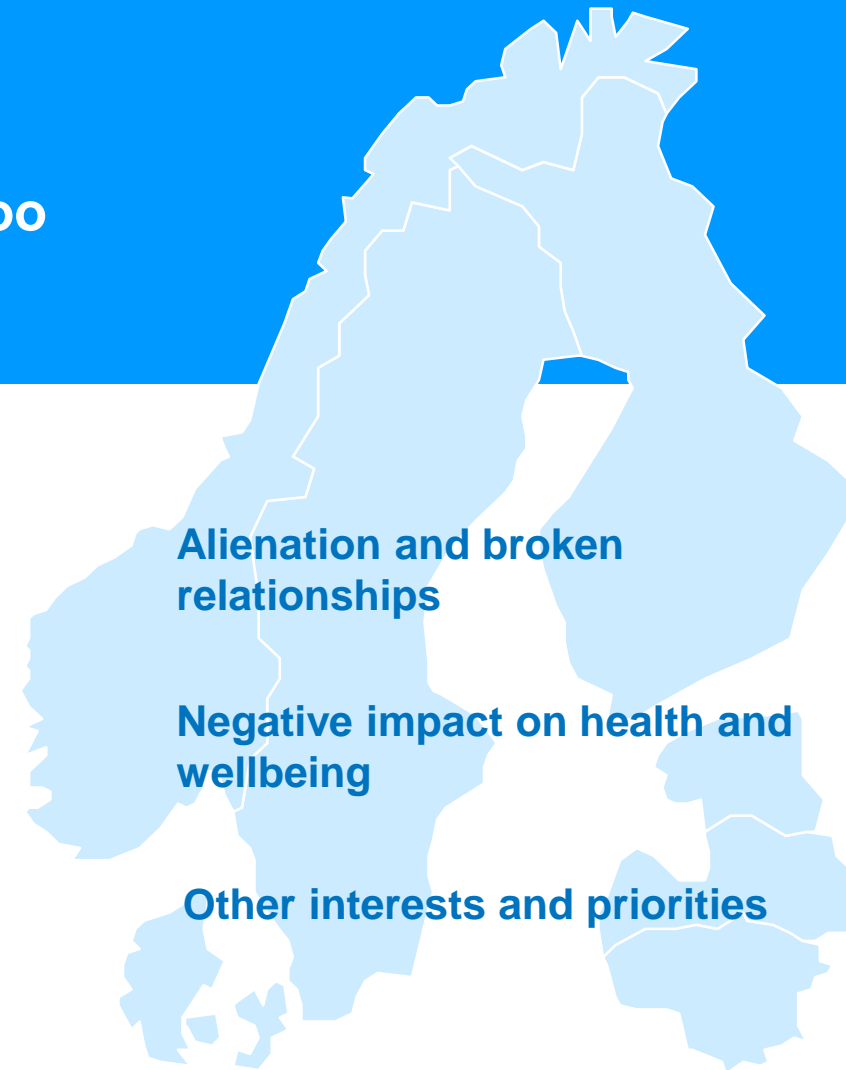 Alienation and broken
relationships
Negative impact on health and
wellbeing
Other interests and priorities